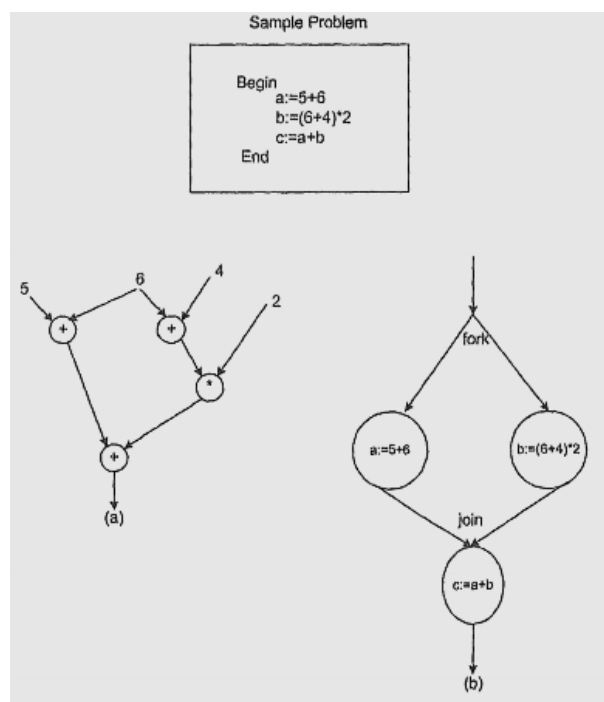 Sample Problem
Begin
a:=5+6
b:=(6+4)*2
c:=a+b
End
5
6
4
2
+
+
*
+
(a)
fork
a:=5+6
b:=(6+4)*2
join
c:=a+b
(b)